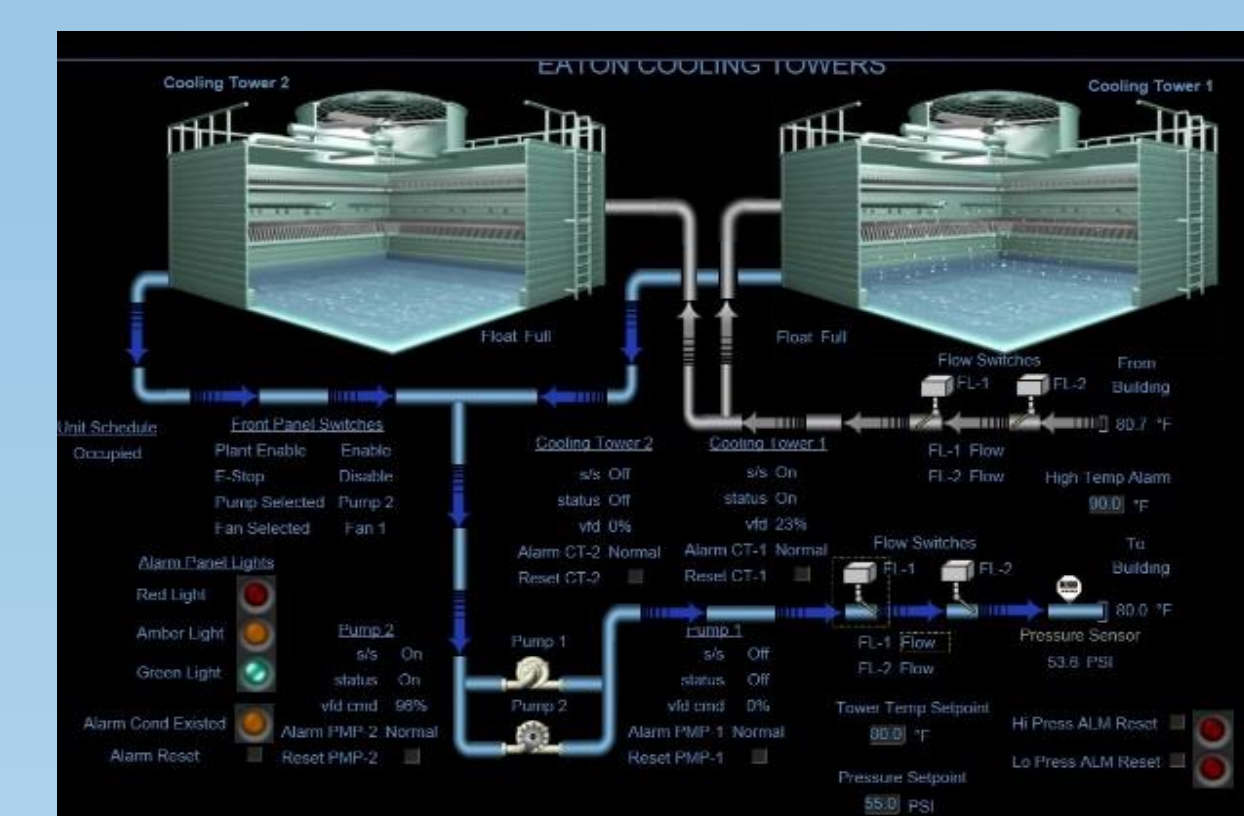 EATON COOLING TOWERS
Cooling Tower 2
Cooling Tower 1
Float Full
Float Full
Flow Switches
From
FL-1
FL-2
Building
80.7 °F
FL-1 Flow
FL-2 Flow
High Temp Alarm
°F
Unit Schedule
Occupied
Front Panel Switches
Plant Enable Enable
E-Stop Disable
Pump Selected Pump 2
Fan Selected Fan 1
Cooling Tower 2
s/s Off
status Off
vfd 0%
Alarm CT-2 Normal
Reset CT-2
Cooling Tower 1
s/s On
status On
vfd 23%
Alarm CT-1 Normal
Reset CT-1
Flow Switches
To
FL-1
FL-2
Building
80.0 °F
FL-1 Flow
FL-2 Flow
Pressure Sensor
53.6 PSI
Alarm Panel Lights
Red Light
Amber Light
Green Light
Alarm Cond Existed
Alarm Reset
Pump 2
s/s On
status On
vfd cmd 96%
Alarm PMP-2 Normal
Reset PMP-2
Pump 1
Pump 2
Pump 1
s/s Off
status Off
vfd cmd 0%
Alarm PMP-1 Normal
Reset PMP-1
Tower Temp Setpoint
°F
Pressure Setpoint
55.0 PSI
Hi Press ALM Reset
Lo Press ALM Reset